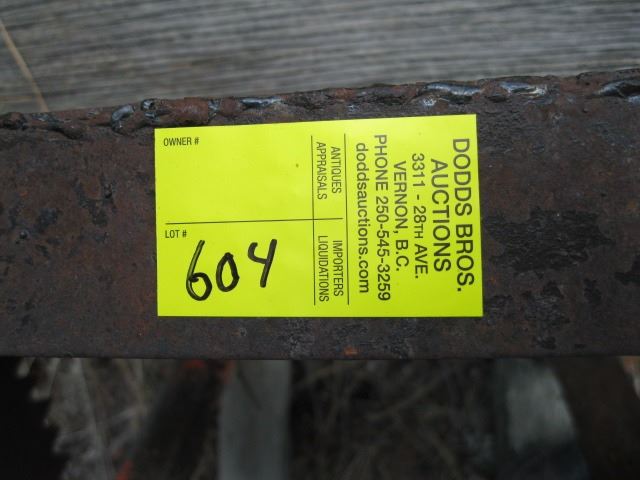 DODDS BROS.
AUCTIONS
3311 - 28TH AVE.
VERNON, B.C.
PHONE 250-545-3259
doddsauctions.com
ANTIQUES
APPRAISALS
IMPORTERS
LIQUIDATIONS
OWNER #
LOT #
604